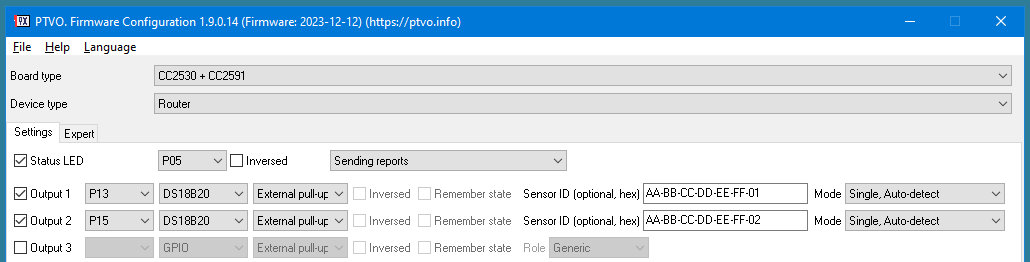 PTVO. Firmware Configuration 1.9.0.14 (Firmware: 2023-12-12) (https://ptvo.info)
File Help Language
Board type CC2530 + CC2591
Device type Router
Settings Expert
Status LED P05 Inversed Sending reports
Output 1 P13 DS18B20 External pull-up Inversed Remember state Sensor ID (optional, hex) AA-BB-CC-DD-EE-FF-01 Mode Single, Auto-detect
Output 2 P15 DS18B20 External pull-up Inversed Remember state Sensor ID (optional, hex) AA-BB-CC-DD-EE-FF-02 Mode Single, Auto-detect
Output 3 GPIO External pull-up Inversed Remember state Role Generic